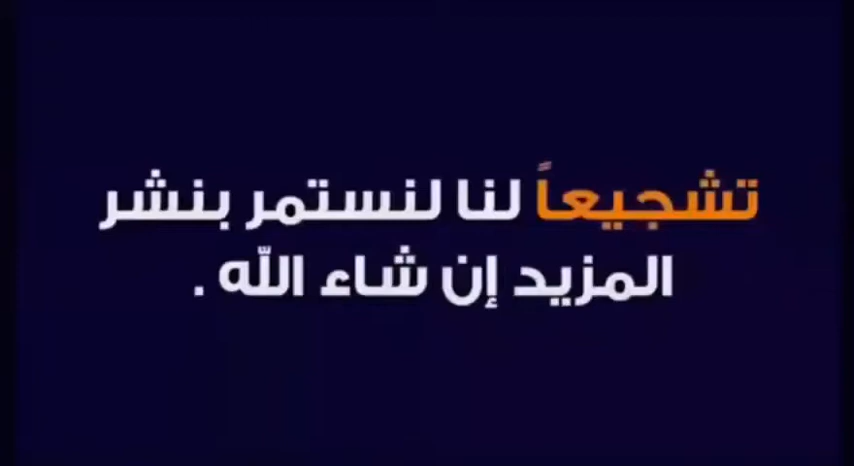 تشجيعاً لنا لنستمر بنشر
المزيد إن شاء الله .